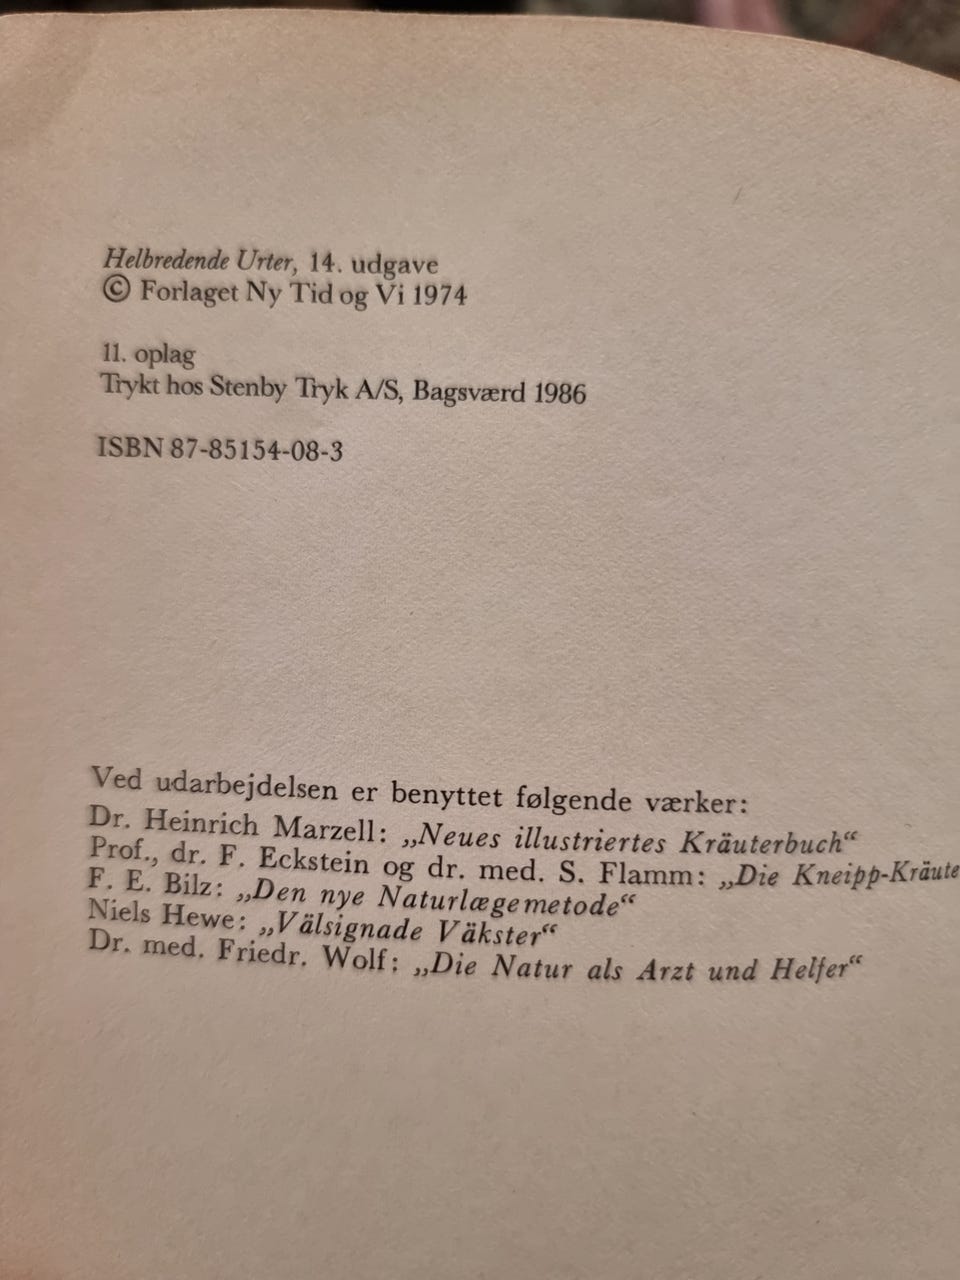 Helbredende Urter, 14. udgave
© Forlaget Ny Tid og Vi 1974
11. oplag
Trykt hos Stenby Tryk A/S, Bagsværd 1986
ISBN 87-85154-08-3
Ved udarbejdelsen er benyttet følgende værker:
Dr. Heinrich Marzell: „Neues illustriertes Kräuterbuch“
Prof., dr. F. Eckstein og dr. med. S. Flamm: „Die Kneipp-Kräute
F. E. Bilz: „Den nye Naturlægemetode“
Niels Hewe: „Välsignade Väkster“
Dr. med. Friedr. Wolf: „Die Natur als Arzt und Helfer“